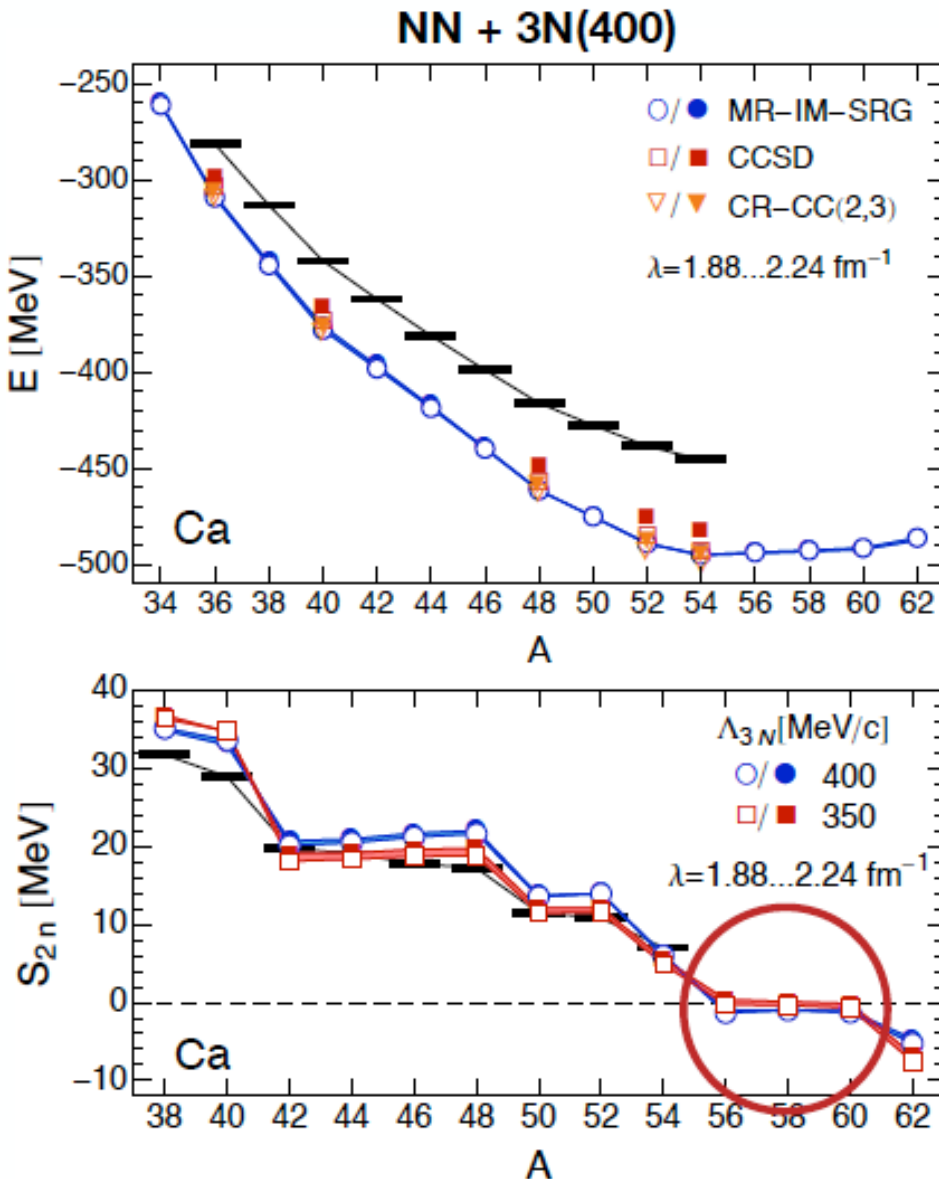 NN + 3N(400)
−250
−300
−350
−400
−450
−500
E [MeV]
○/● MR−IM−SRG
□/■ CCSD
▽/▼ CR−CC(2,3)
λ=1.88...2.24 fm⁻¹
Ca
34 36 38 40 42 44 46 48 50 52 54 56 58 60 62
A
40
30
20
10
0
−10
S₂ₙ [MeV]
Λ₃N[MeV/c]
○/● 400
□/■ 350
λ=1.88...2.24 fm⁻¹
Ca
38 40 42 44 46 48 50 52 54 56 58 60 62
A